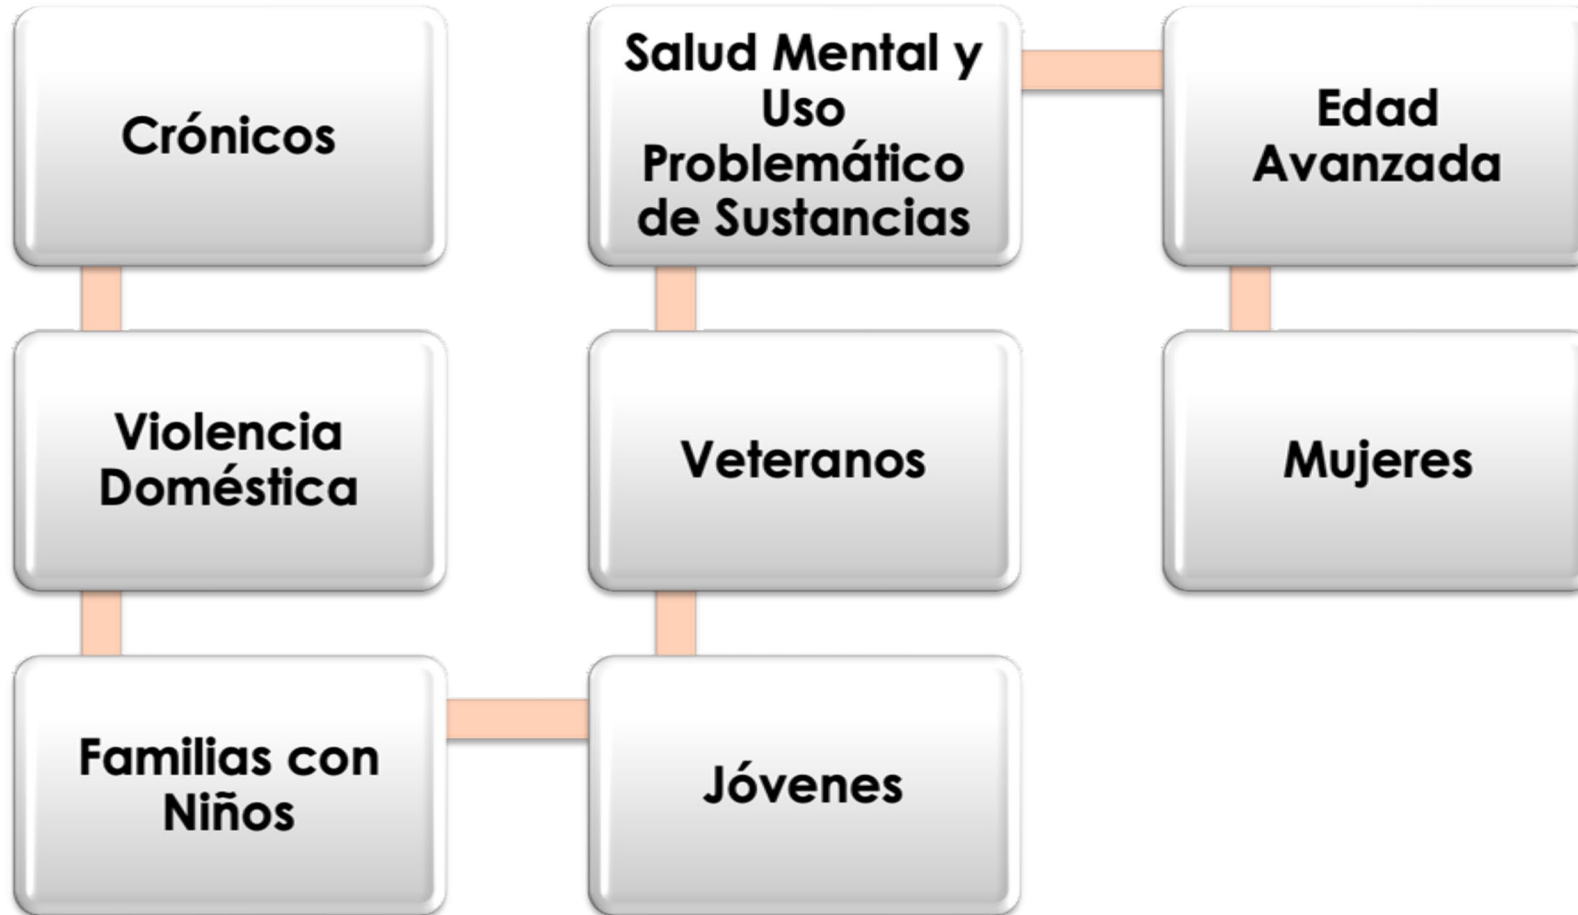 Crónicos
Violencia
Doméstica
Familias con
Niños
Jóvenes
Veteranos
Salud Mental y
Uso
Problemático
de Sustancias
Edad
Avanzada
Mujeres